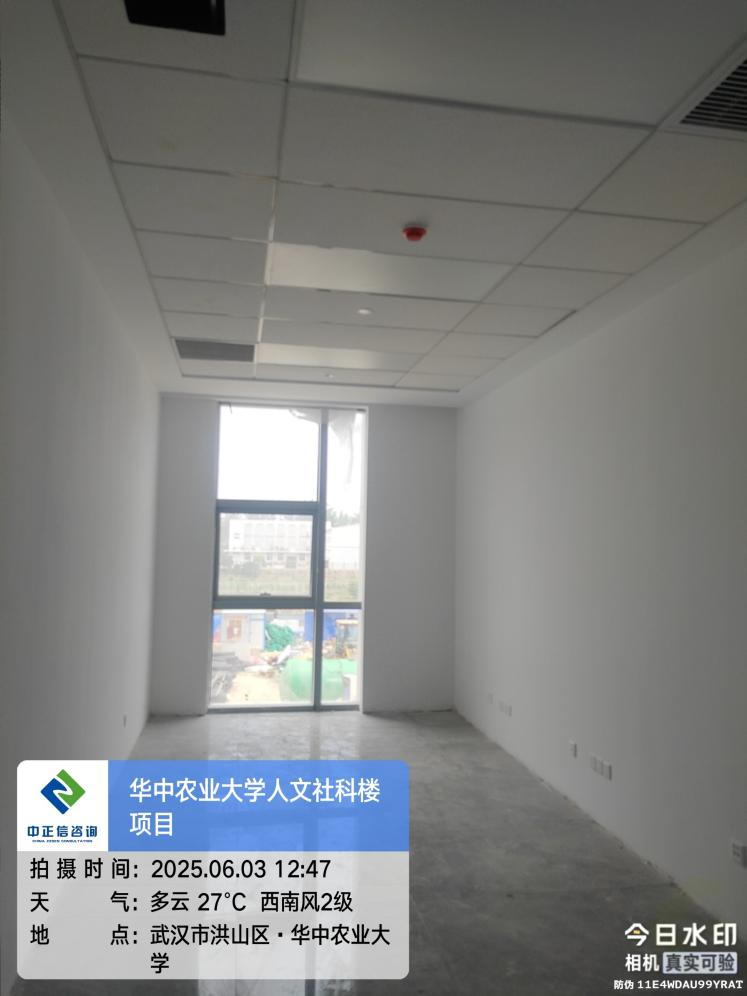 中正信咨询
CHINA ZEXIN CONSULTATION
华中农业大学人文社科楼
项目
拍摄时间: 2025.06.03 12:47
天气: 多云 27°C 西南风2级
地点: 武汉市洪山区·华中农业大
学
今日水印
相机 真实可验
防伪 11E4WDAU99YRAT